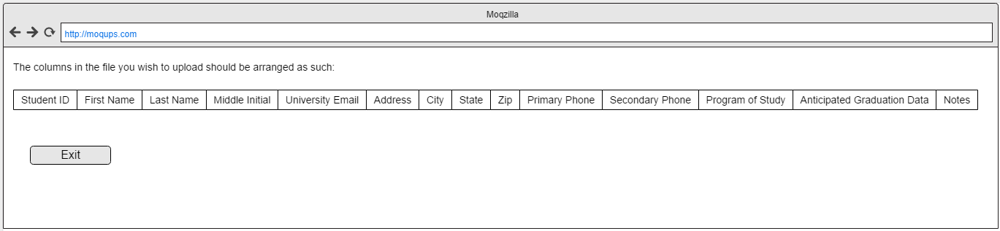 Moqzilla
http://moqups.com
The columns in the file you wish to upload should be arranged as such:
Student ID First Name Last Name Middle Initial University Email Address City State Zip Primary Phone Secondary Phone Program of Study Anticipated Graduation Data Notes
Exit